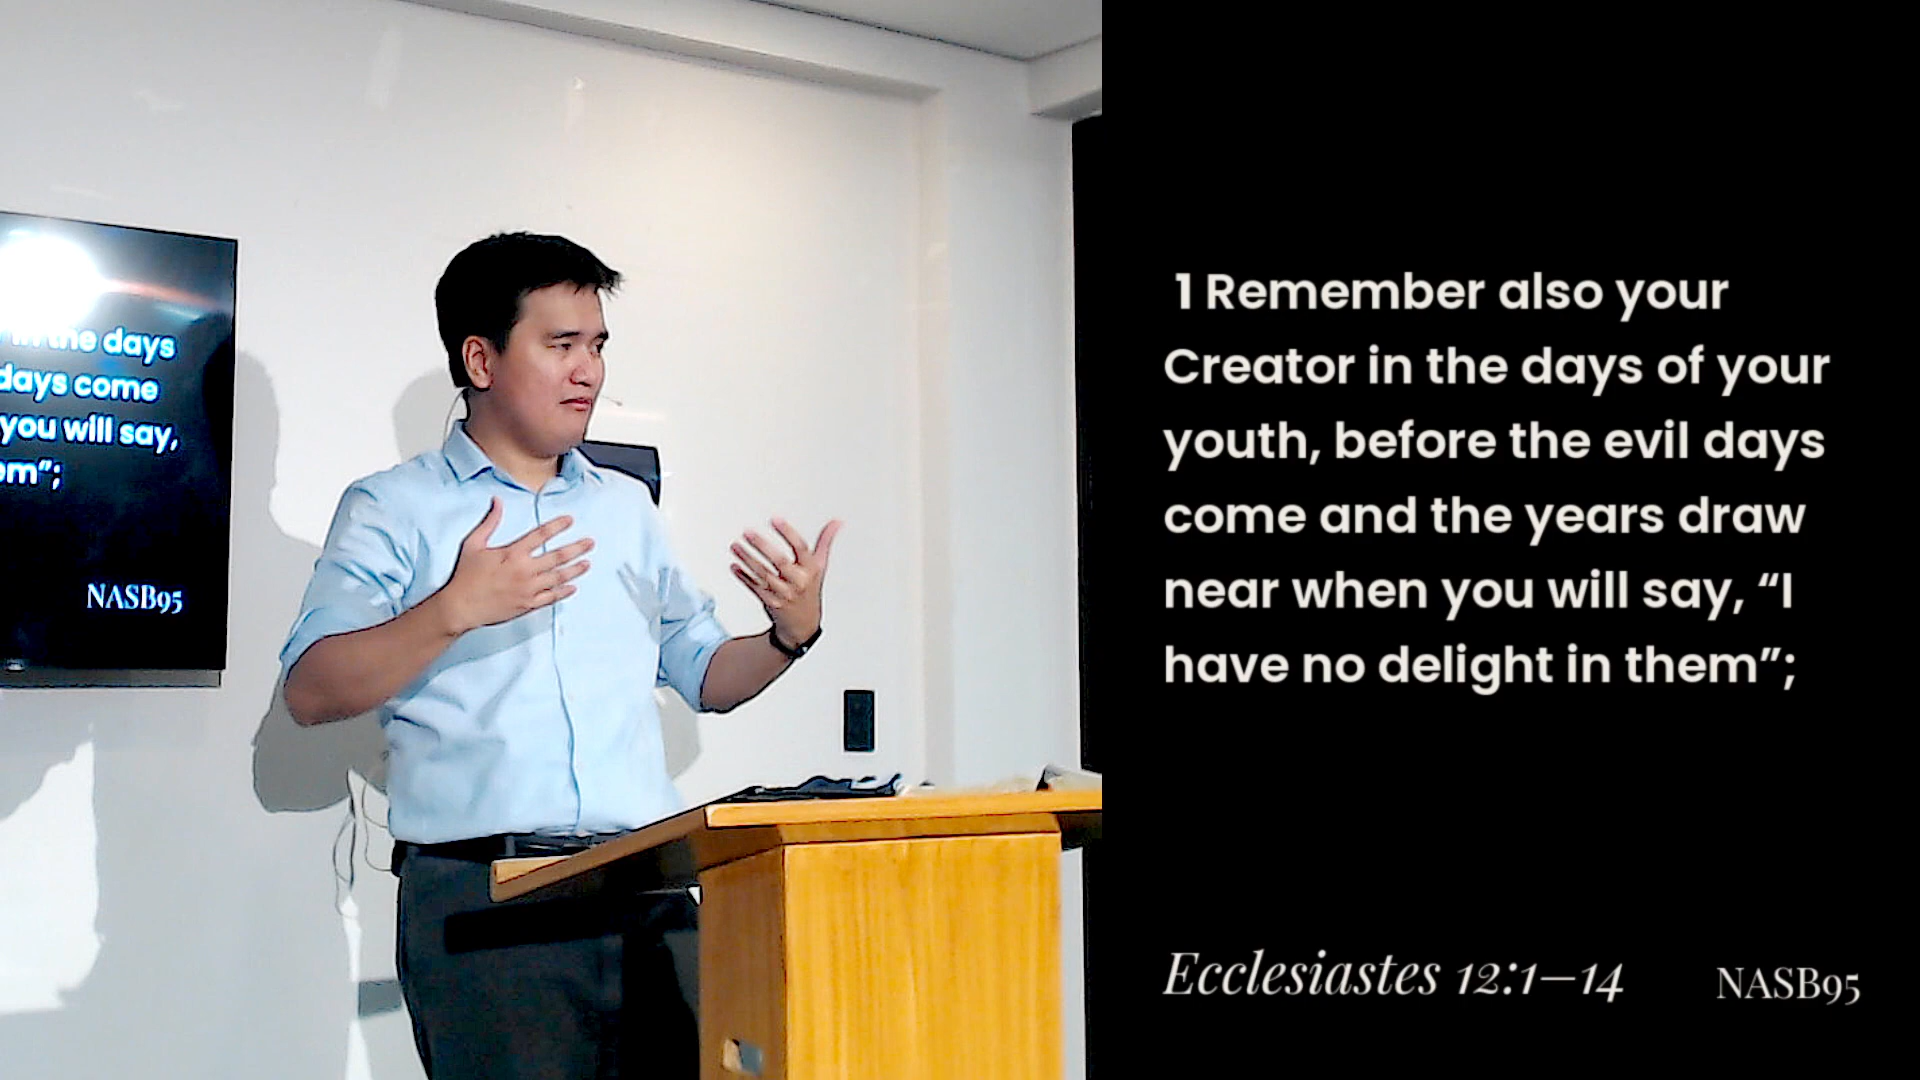 the days
days come
you will say,
em”;
NASB95
1 Remember also your
Creator in the days of your
youth, before the evil days
come and the years draw
near when you will say, “I
have no delight in them”;
Ecclesiastes 12:1–14 NASB95